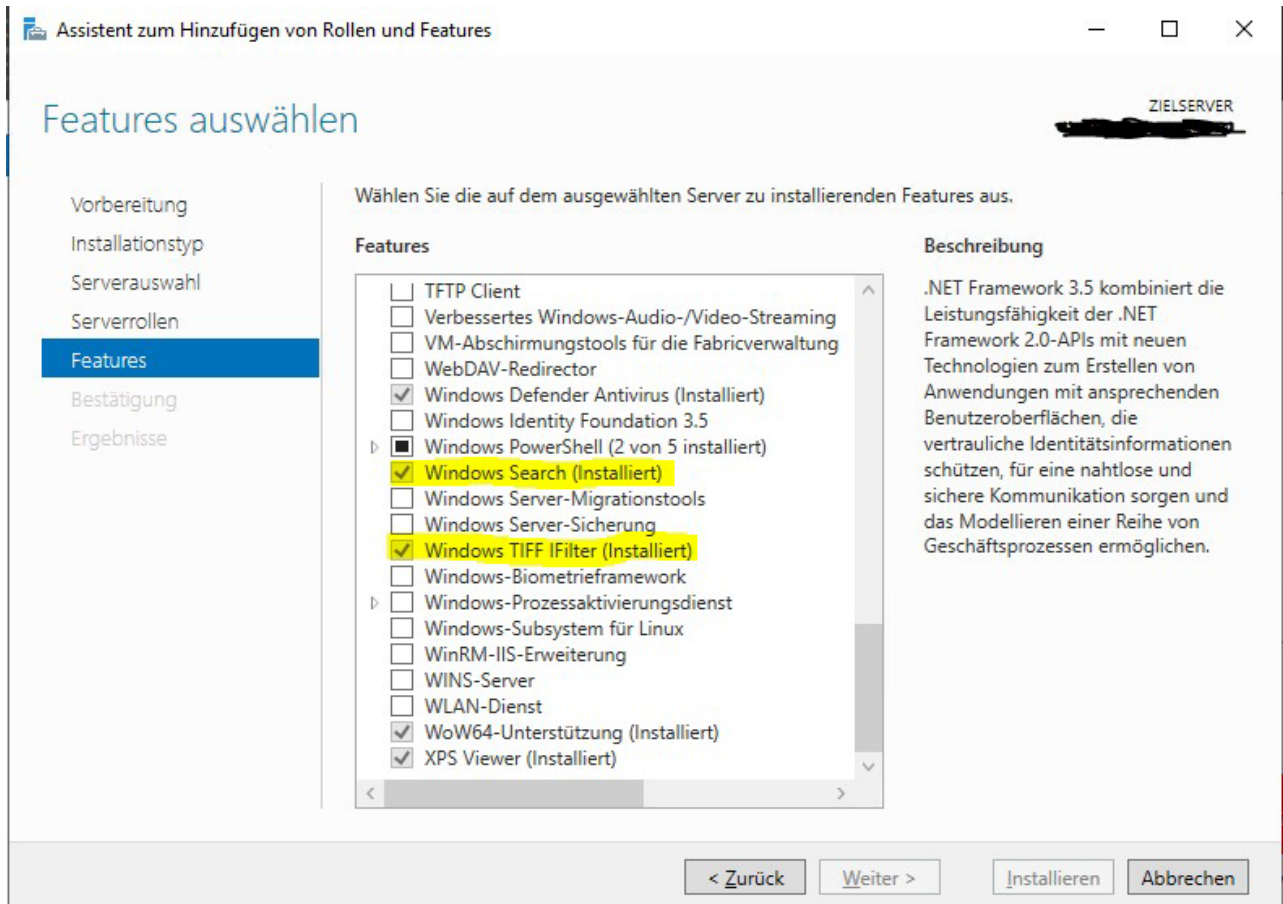 Assistent zum Hinzufügen von Rollen und Features
Features auswählen
ZIELSERVER
Vorbereitung
Installationstyp
Serverauswahl
Serverrollen
Features
Bestätigung
Ergebnisse
Wählen Sie die auf dem ausgewählten Server zu installierenden Features aus.
Features
TFTP Client
Verbessertes Windows-Audio-/Video-Streaming
VM-Abschirmungstools für die Fabricverwaltung
WebDAV-Redirector
Windows Defender Antivirus (Installiert)
Windows Identity Foundation 3.5
Windows PowerShell (2 von 5 installiert)
Windows Search (Installiert)
Windows Server-Migrationstools
Windows Server-Sicherung
Windows TIFF IFilter (Installiert)
Windows-Biometrieframework
Windows-Prozessaktivierungsdienst
Windows-Subsystem für Linux
WinRM-IIS-Erweiterung
WINS-Server
WLAN-Dienst
WoW64-Unterstützung (Installiert)
XPS Viewer (Installiert)
Beschreibung
.NET Framework 3.5 kombiniert die
Leistungsfähigkeit der .NET
Framework 2.0-APIs mit neuen
Technologien zum Erstellen von
Anwendungen mit ansprechenden
Benutzeroberflächen, die
vertrauliche Identitätsinformationen
schützen, für eine nahtlose und
sichere Kommunikation sorgen und
das Modellieren einer Reihe von
Geschäftsprozessen ermöglichen.
< Zurück
Weiter >
Installieren
Abbrechen